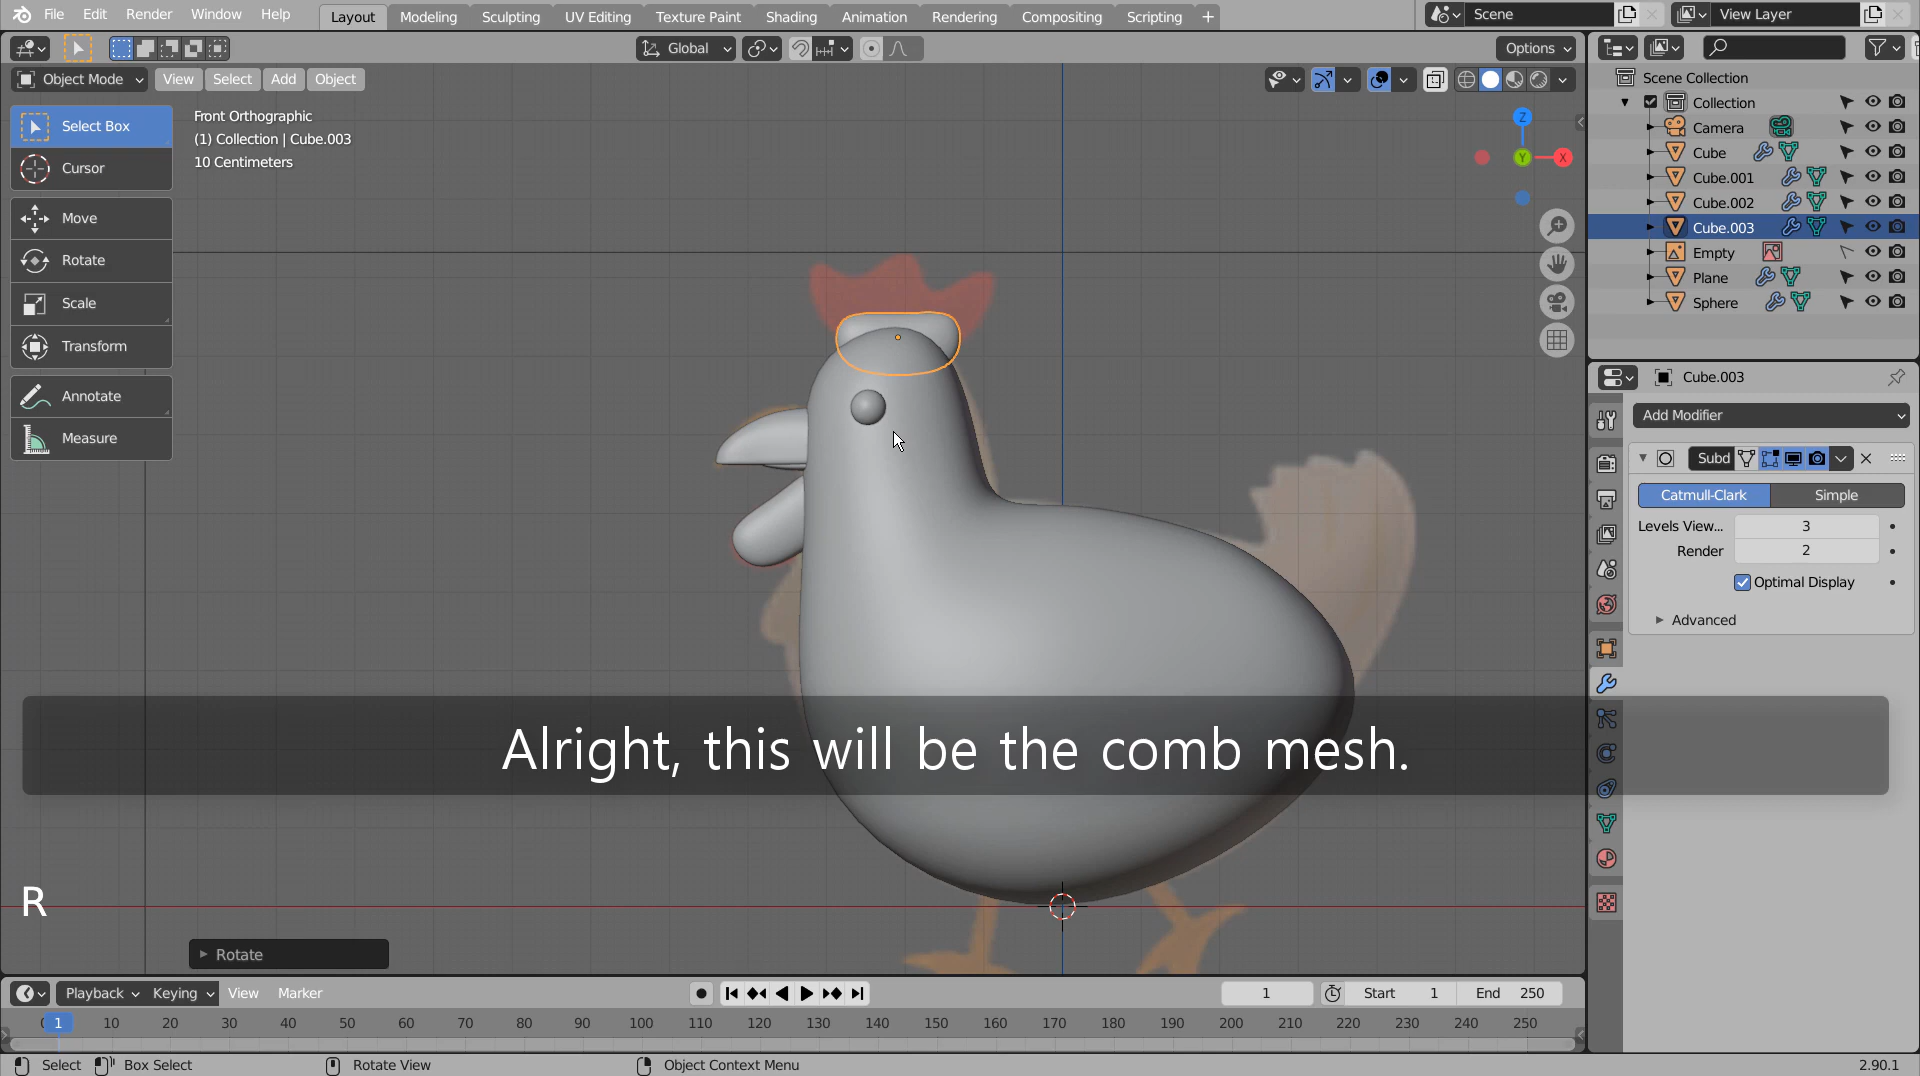 File Edit Render Window Help Layout Modeling Sculpting UV Editing Texture Paint Shading Animation Rendering Compositing Scripting + Scene View Layer
Global Options
Object Mode View Select Add Object
Scene Collection
Collection
Camera
Cube
Cube.001
Cube.002
Cube.003
Empty
Plane
Sphere
Select Box
Cursor
Move
Rotate
Scale
Transform
Annotate
Measure
Front Orthographic
(1) Collection | Cube.003
10 Centimeters
Z
Y
X
Cube.003
Add Modifier
Subd
Catmull-Clark Simple
Levels View... 3
Render 2
Optimal Display
Advanced
Alright, this will be the comb mesh.
R
Rotate
Playback Keying View Marker 1 Start 1 End 250
0 1 10 20 30 40 50 60 70 80 90 100 110 120 130 140 150 160 170 180 190 200 210 220 230 240 250
Select Box Select Rotate View Object Context Menu 2.90.1